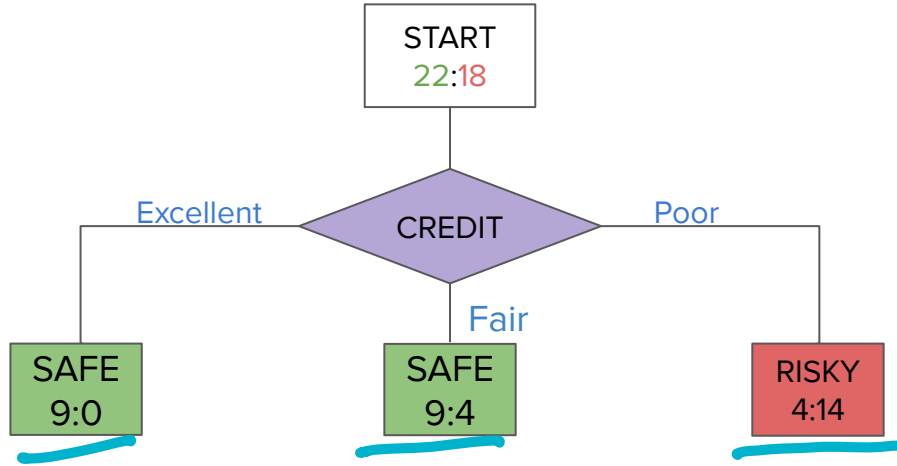 START
22:18
Excellent
CREDIT
Poor
Fair
SAFE
9:0
SAFE
9:4
RISKY
4:14